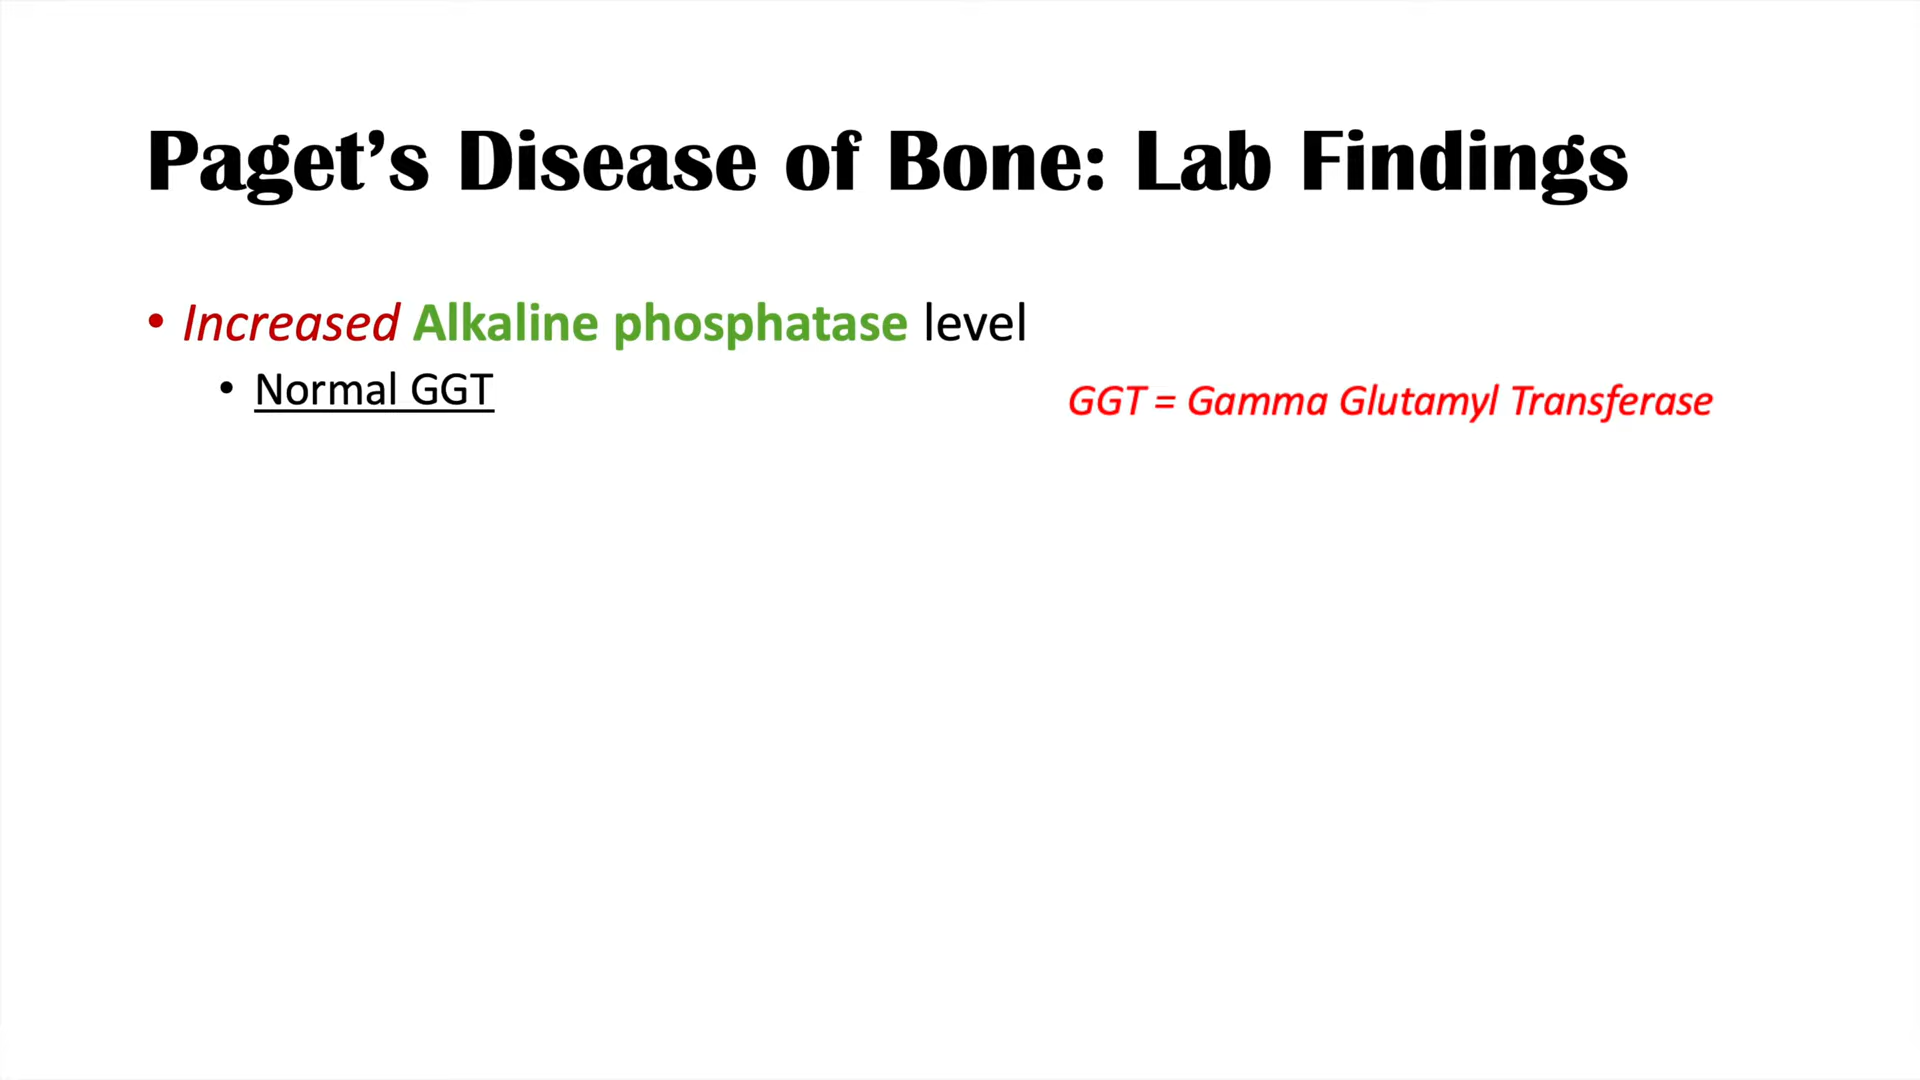 Paget’s Disease of Bone: Lab Findings
• Increased Alkaline phosphatase level
• Normal GGT
GGT = Gamma Glutamyl Transferase